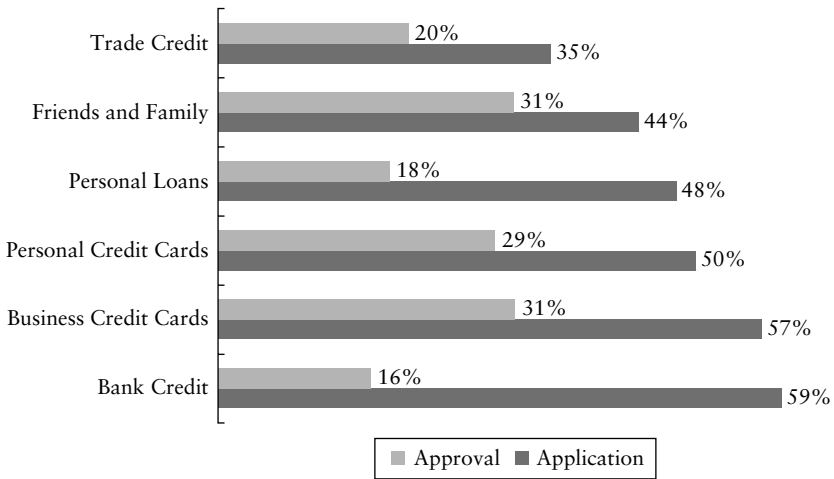 Trade Credit
20%
35%
Friends and Family
31%
44%
Personal Loans
18%
48%
Personal Credit Cards
29%
50%
Business Credit Cards
31%
57%
Bank Credit
16%
59%
Approval Application